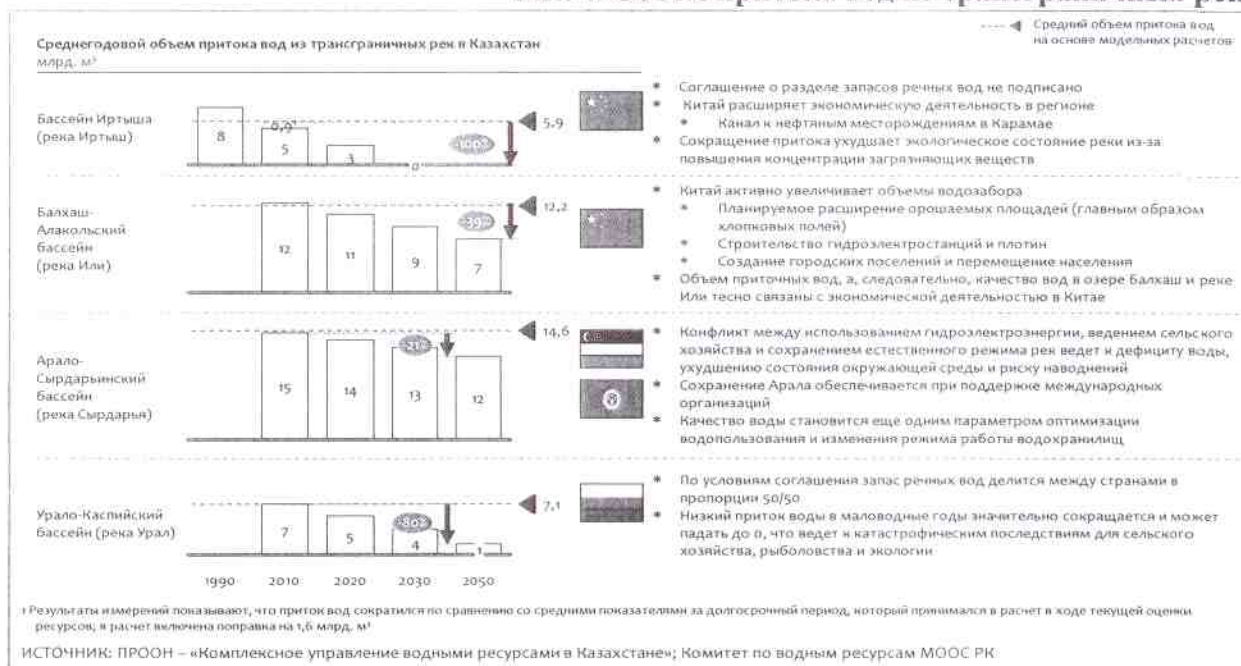 Средний объем притока вод
на основе модельных расчетов
Среднегодовой объем притока вод из трансграничных рек в Казахстан
млрд. м³
Бассейн Иртыша
(река Иртыш)
8
0,9¹
5
3
0
-100%
5,9
* Соглашение о разделе запасов речных вод не подписано
* Китай расширяет экономическую деятельность в регионе
* Канал к нефтяным месторождениям в Карамае
* Сокращение притока ухудшает экологическое состояние реки из-за
повышения концентрации загрязняющих веществ
Балхаш-
Алакольский
бассейн
(река Или)
12
11
9
7
-39%
12,2
* Китай активно увеличивает объемы водозабора
* Планируемое расширение орошаемых площадей (главным образом
хлопковых полей)
* Строительство гидроэлектростанций и плотин
* Создание городских поселений и перемещение населения
* Объем приточных вод, а, следовательно, качество вод в озере Балхаш и реке
Или тесно связаны с экономической деятельностью в Китае
Арало-
Сырдарьинский
бассейн
(река Сырдарья)
15
14
13
12
-21%
14,6
* Конфликт между использованием гидроэлектроэнергии, ведением сельского
хозяйства и сохранением естественного режима рек ведет к дефициту воды,
ухудшению состояния окружающей среды и риску наводнений
* Сохранение Арала обеспечивается при поддержке международных
организаций
* Качество воды становится еще одним параметром оптимизации
водопользования и изменения режима работы водохранилищ
Урало-Каспийский
бассейн (река Урал)
7
5
4
1
-80%
7,1
* По условиям соглашения запас речных вод делится между странами в
пропорции 50/50
* Низкий приток воды в маловодные годы значительно сокращается и может
падать до 0, что ведет к катастрофическим последствиям для сельского
хозяйства, рыболовства и экологии
1990 2010 2020 2030 2050
1 Результаты измерений показывают, что приток вод сократился по сравнению со средними показателями за долгосрочный период, который принимался в расчет в ходе текущей оценки
ресурсов; в расчет включена поправка на 1,6 млрд. м³
ИСТОЧНИК: ПРООН – «Комплексное управление водными ресурсами в Казахстане»; Комитет по водным ресурсам МООС РК